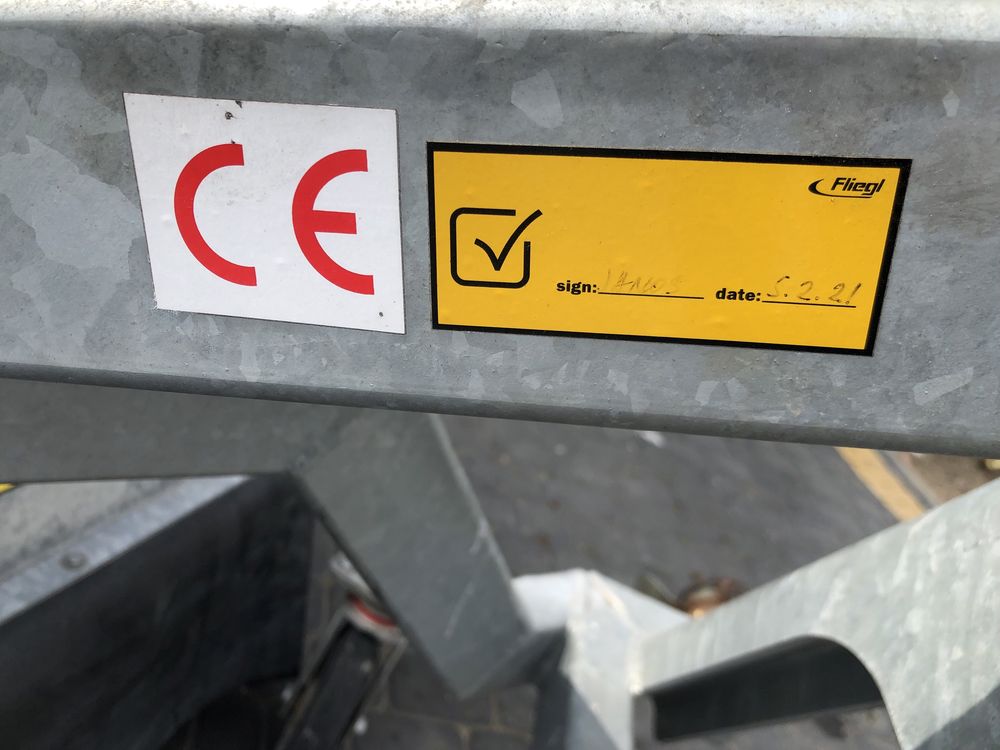 CE
Fliegl
sign: date: 5.2.21